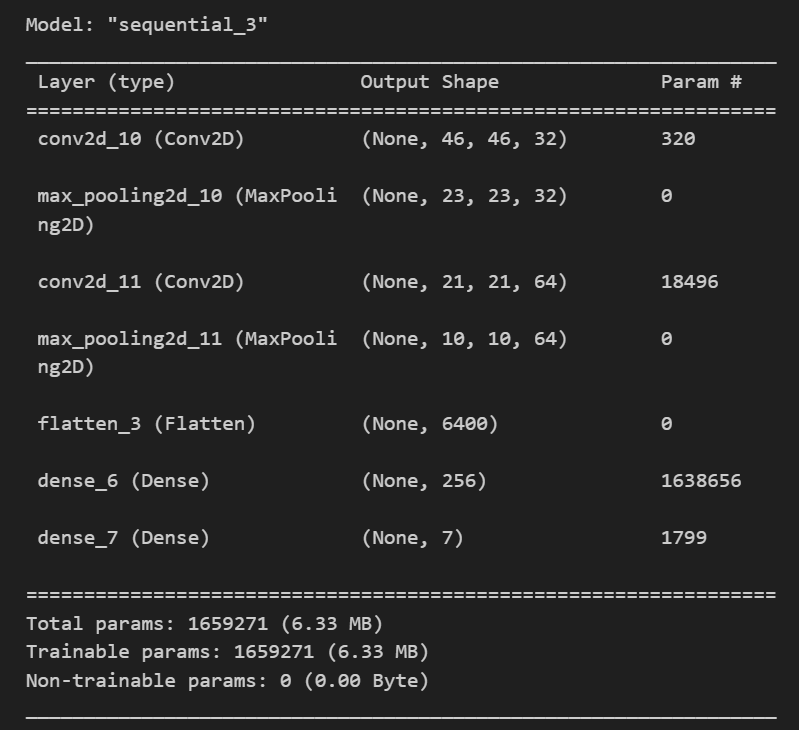 Model: "sequential_3"
_________________________________________________________________
Layer (type)                Output Shape              Param #
=================================================================
conv2d_10 (Conv2D)          (None, 46, 46, 32)        320
max_pooling2d_10 (MaxPooli  (None, 23, 23, 32)        0
ng2D)
conv2d_11 (Conv2D)          (None, 21, 21, 64)        18496
max_pooling2d_11 (MaxPooli  (None, 10, 10, 64)        0
ng2D)
flatten_3 (Flatten)         (None, 6400)              0
dense_6 (Dense)             (None, 256)               1638656
dense_7 (Dense)             (None, 7)                 1799
=================================================================
Total params: 1659271 (6.33 MB)
Trainable params: 1659271 (6.33 MB)
Non-trainable params: 0 (0.00 Byte)
_________________________________________________________________